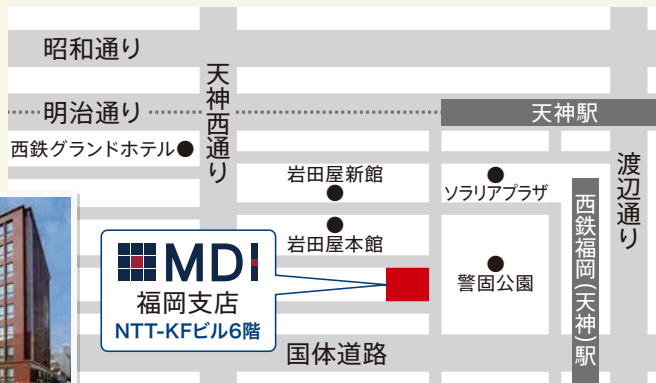 昭和通り
天神西通り
明治通り
天神駅
西鉄グランドホテル
渡辺通り
岩田屋新館
ソラリアプラザ
西鉄福岡(天神)駅
岩田屋本館
MDI
福岡支店
NTT-KFビル6階
警固公園
国体道路